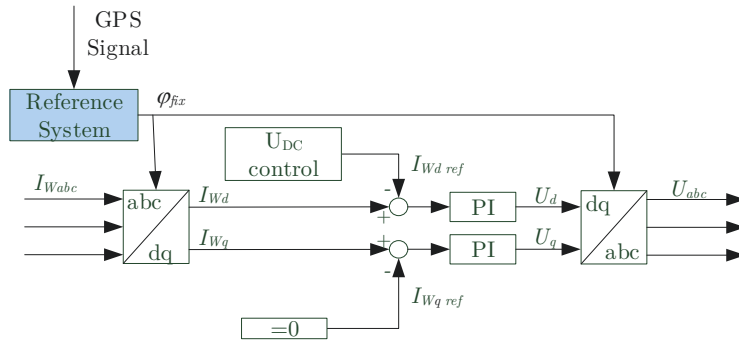 GPS
Signal
Reference
System
φfix
UDC
control
IWd ref
IWabc
abc
dq
IWd
IWq
-
+
+
-
PI
PI
Ud
Uq
dq
abc
Uabc
IWq ref
=0